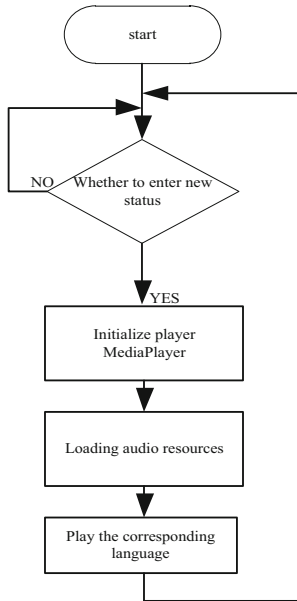 start
NO
Whether to enter new
status
YES
Initialize player
MediaPlayer
Loading audio resources
Play the corresponding
language